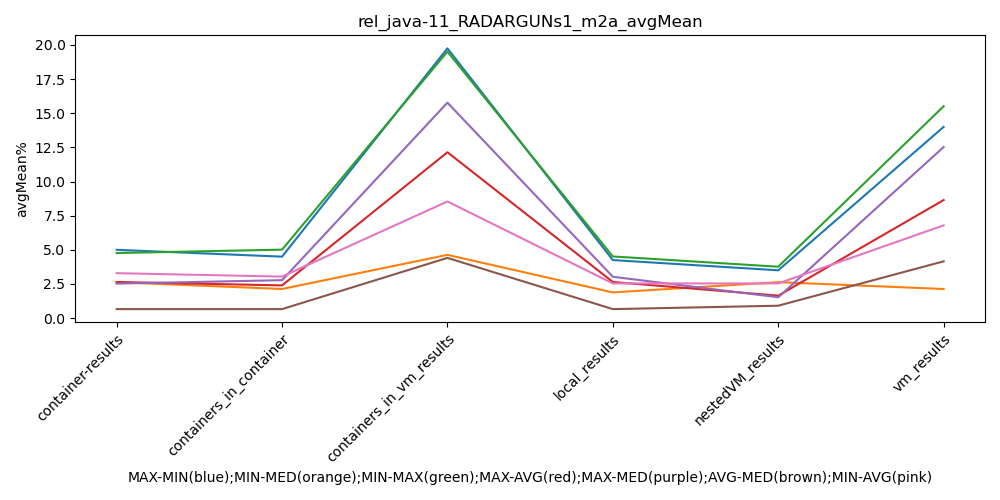 rel_java-11_RADARGUNs1_m2a_avgMean
avgMean%
20.0
17.5
15.0
12.5
10.0
7.5
5.0
2.5
0.0
container-results
containers_in_container
containers_in_vm_results
local_results
nestedVM_results
vm_results
MAX-MIN(blue);MIN-MED(orange);MIN-MAX(green);MAX-AVG(red);MAX-MED(purple);AVG-MED(brown);MIN-AVG(pink)